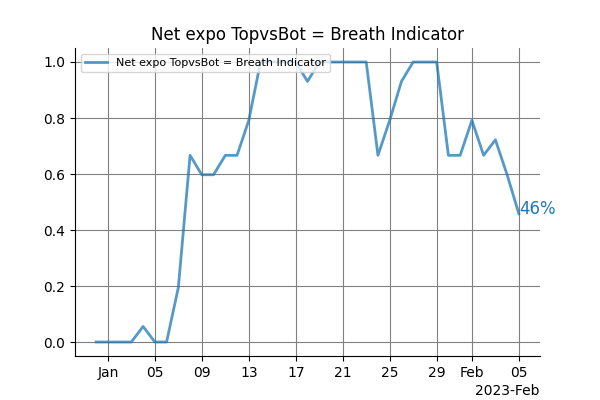 Net expo TopvsBot = Breath Indicator
Net expo TopvsBot = Breath Indicator
1.0
0.8
0.6
0.4
0.2
0.0
46%
Jan 05 09 13 17 21 25 29 Feb 05
2023-Feb